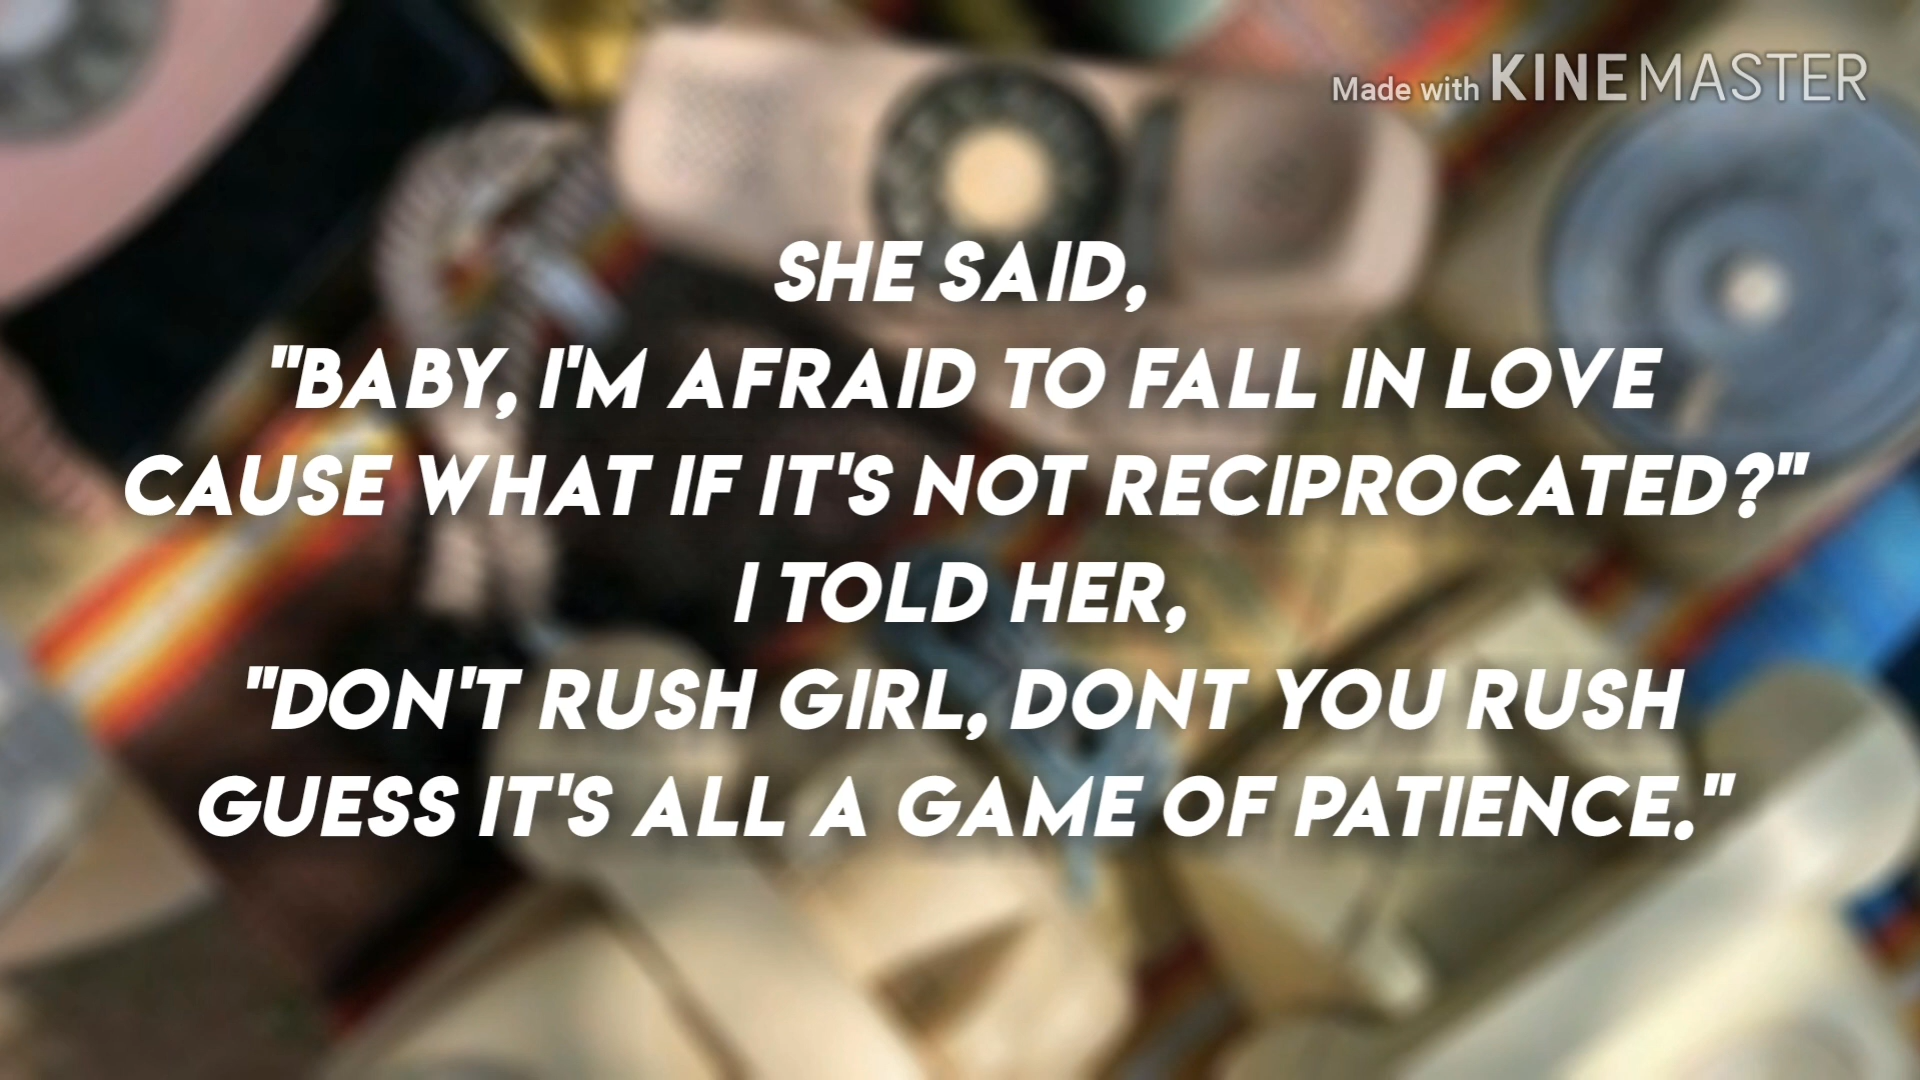 Made with KINEMASTER
SHE SAID,
"BABY, I'M AFRAID TO FALL IN LOVE
CAUSE WHAT IF IT'S NOT RECIPROCATED?"
I TOLD HER,
"DON'T RUSH GIRL, DONT YOU RUSH
GUESS IT'S ALL A GAME OF PATIENCE."